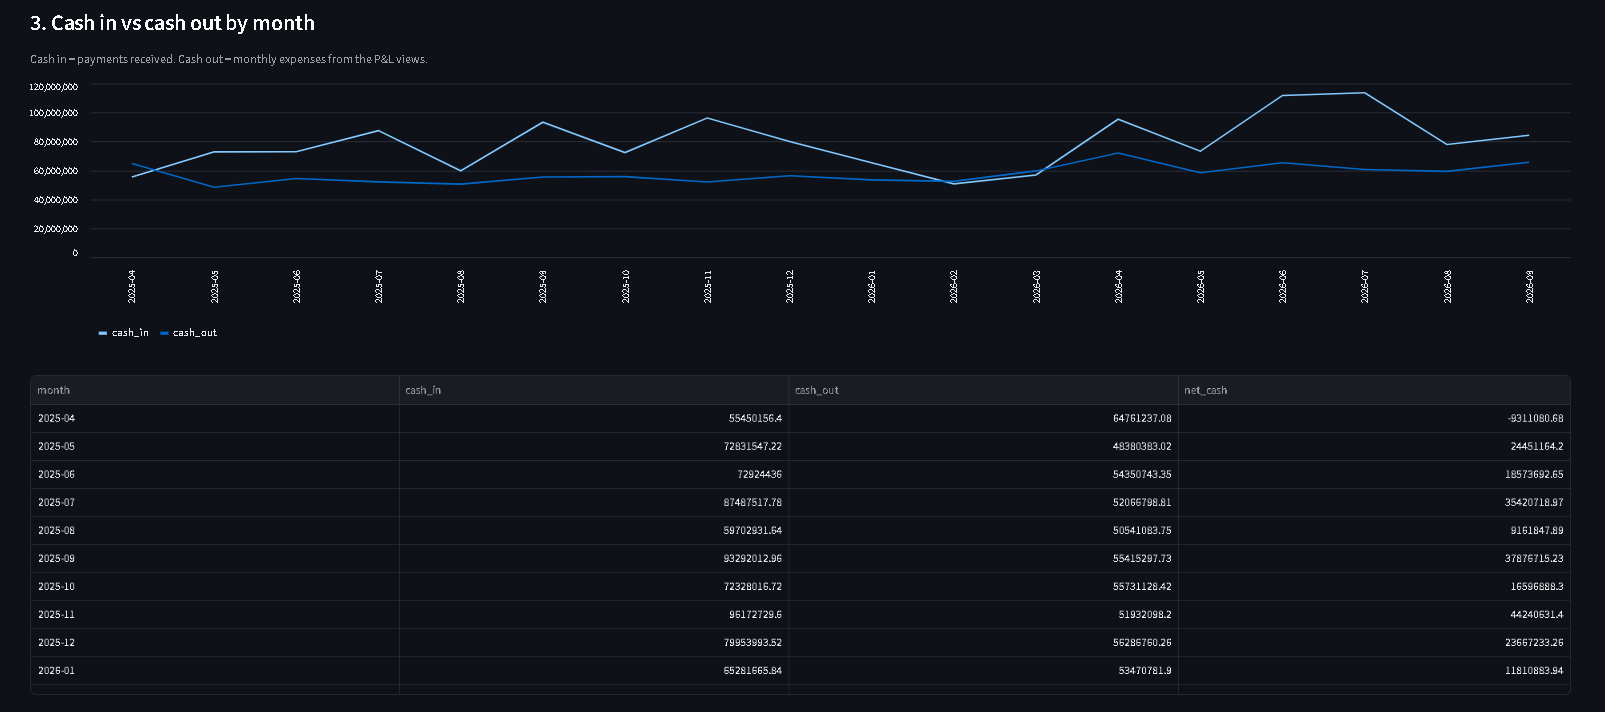 3. Cash in vs cash out by month
Cash in = payments received. Cash out = monthly expenses from the P&L views.
120,000,000
100,000,000
80,000,000
60,000,000
40,000,000
20,000,000
0
2025-04 2025-05 2025-06 2025-07 2025-08 2025-09 2025-10 2025-11 2025-12 2026-01 2026-02 2026-03 2026-04 2026-05 2026-06 2026-07 2026-08 2026-09
cash_in cash_out
month cash_in cash_out net_cash
2025-04 55450156.4 64761237.08 -9311080.68
2025-05 72831547.22 48380383.02 24451164.2
2025-06 72924436 54350743.35 18573692.65
2025-07 87487517.78 52066798.81 35420718.97
2025-08 59702931.64 50541083.75 9161847.89
2025-09 93292012.96 55415297.73 37876715.23
2025-10 72328016.72 55731128.42 16596888.3
2025-11 96172729.6 51932098.2 44240631.4
2025-12 79953993.52 56286760.26 23667233.26
2026-01 65281665.84 53470781.9 11810883.94